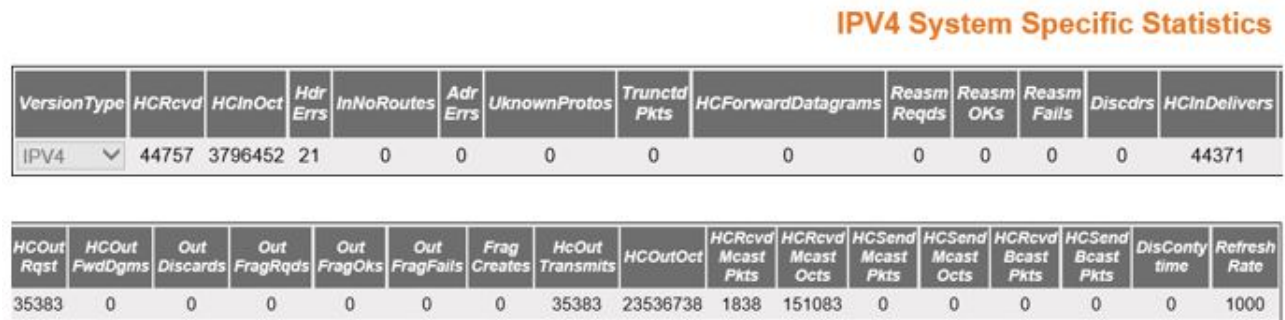 IPV4 System Specific Statistics
VersionType HCRcvd HCInOct Hdr Errs InNoRoutes Adr Errs UknownProtos Trunctd Pkts HCForwardDatagrams Reasm Reqds Reasm OKs Reasm Fails Discdrs HCInDelivers
IPV4 44757 3796452 21 0 0 0 0 0 0 0 0 0 44371
HCOut Rqst HCOut FwdDgms Out Discards Out FragRqds Out FragOks Out FragFails Frag Creates HcOut Transmits HCOutOct HCRcvd Mcast Pkts HCRcvd Mcast Octs HCSend Mcast Pkts HCSend Mcast Octs HCRcvd Bcast Pkts HCSend Bcast Pkts DisConty time Refresh Rate
35383 0 0 0 0 0 0 35383 23536738 1838 151083 0 0 0 0 0 1000